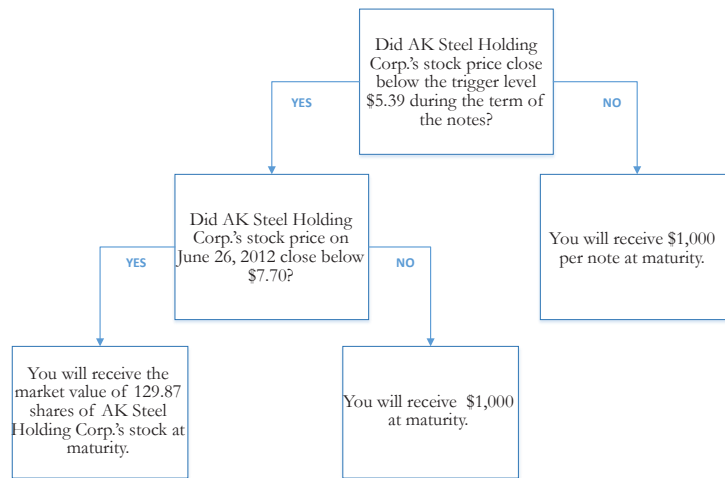 Did AK Steel Holding
Corp.'s stock price close
below the trigger level
$5.39 during the term of
the notes?
YES
NO
Did AK Steel Holding
Corp.'s stock price on
June 26, 2012 close below
$7.70?
You will receive $1,000
per note at maturity.
YES
NO
You will receive the
market value of 129.87
shares of AK Steel
Holding Corp.'s stock at
maturity.
You will receive $1,000
at maturity.